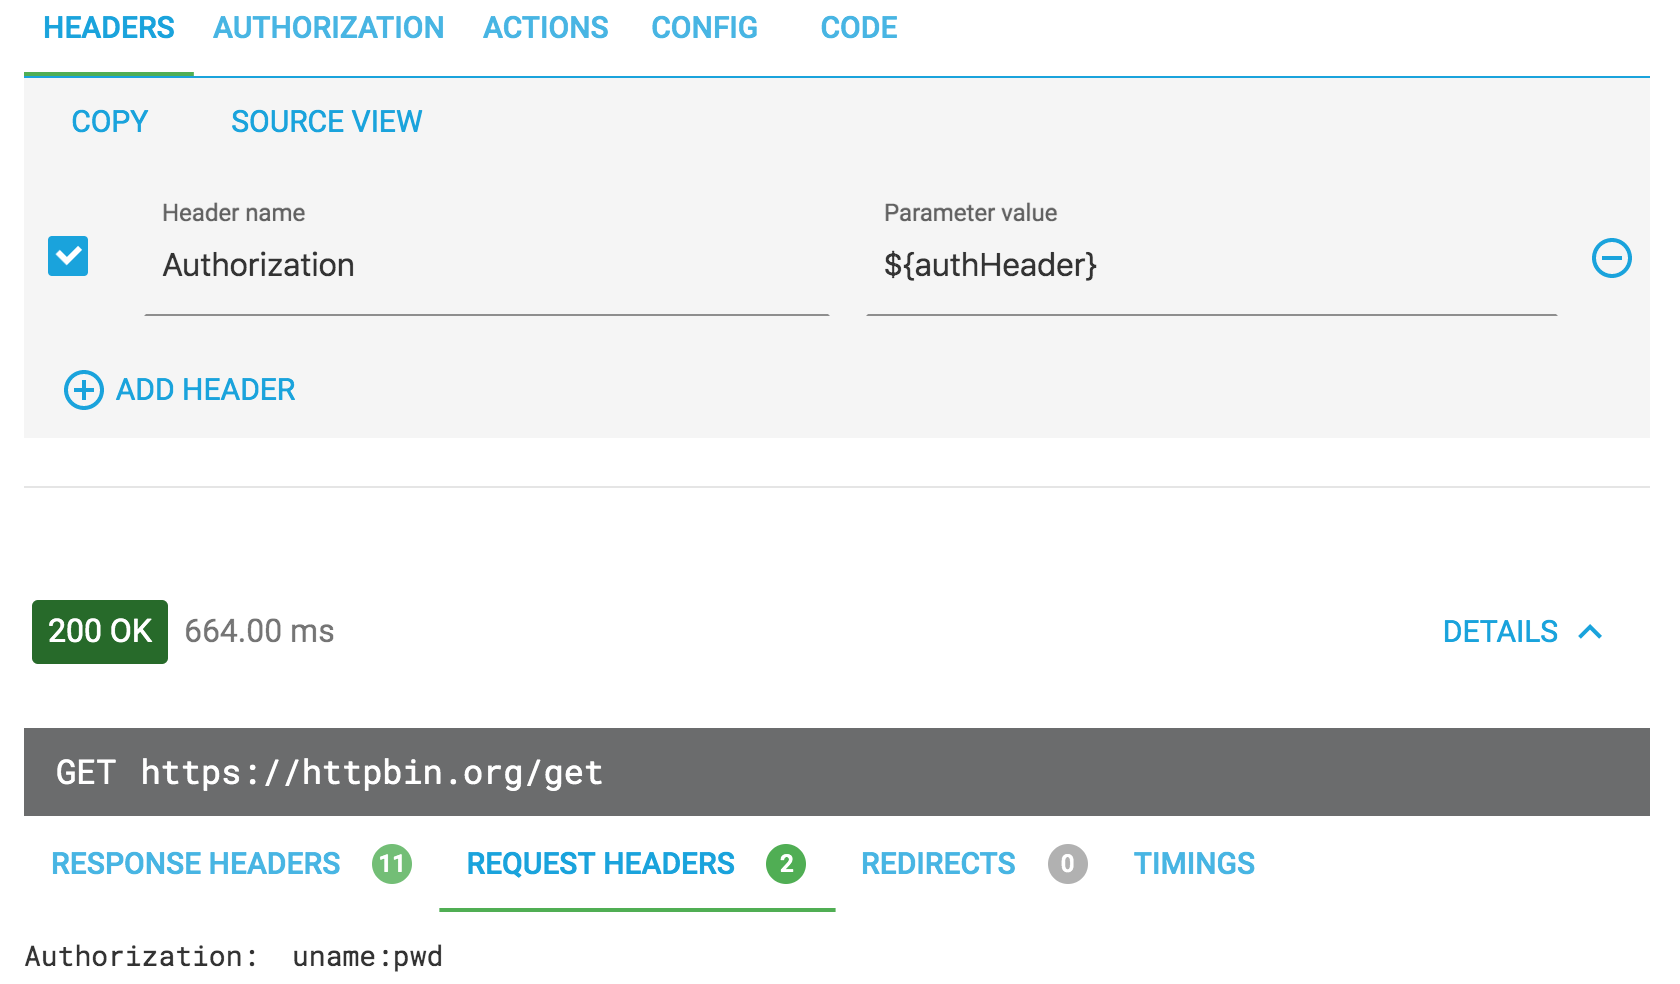 HEADERS AUTHORIZATION ACTIONS CONFIG CODE
COPY SOURCE VIEW
Header name Parameter value
Authorization ${authHeader}
ADD HEADER
200 OK 664.00 ms DETAILS
GET https://httpbin.org/get
RESPONSE HEADERS 11 REQUEST HEADERS 2 REDIRECTS 0 TIMINGS
Authorization: uname:pwd